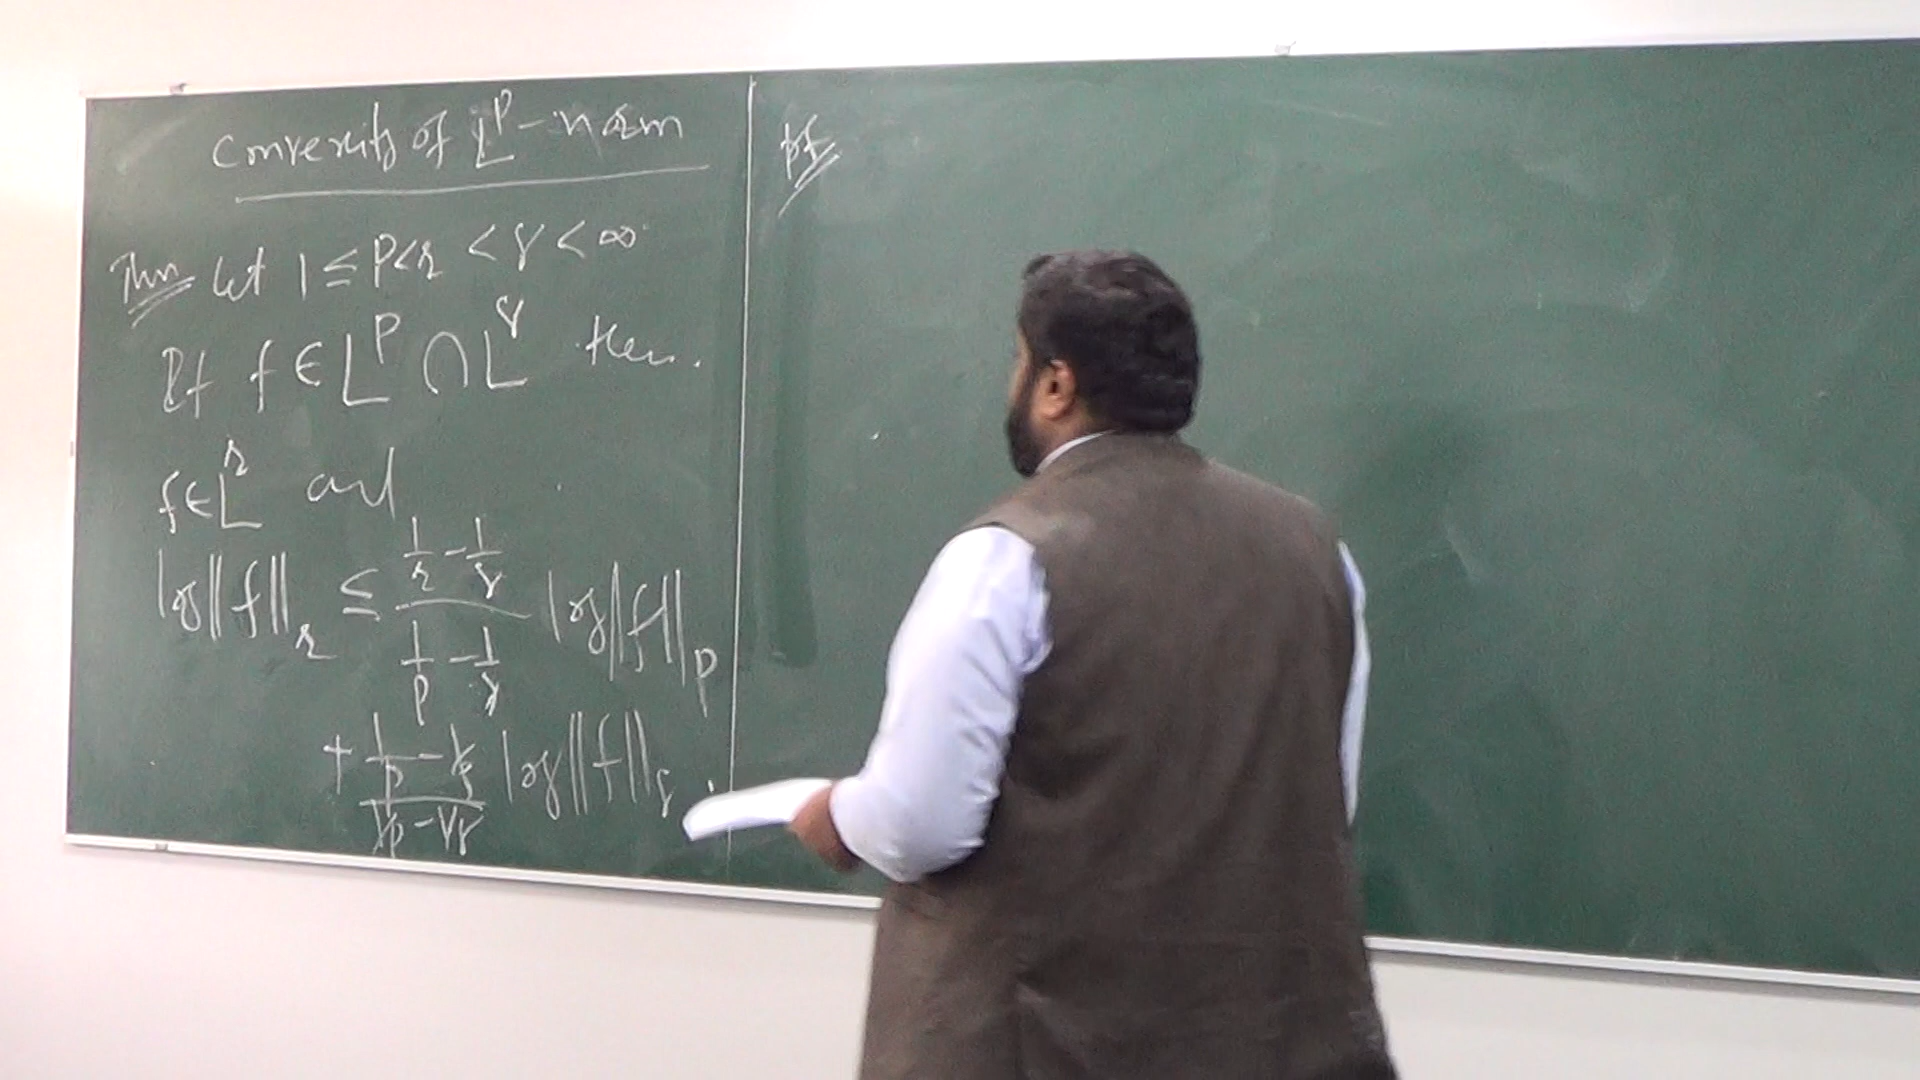 Convexity of L^p-norm
Thm Let 1 ≤ p < r < q < ∞.
If f ∈ L^p ∩ L^q then.
f ∈ L^r and
log||f||_r ≤ (1/r - 1/q)/(1/p - 1/q) log||f||_p
+ (1/p - 1/r)/(1/p - 1/q) log||f||_q.
pf